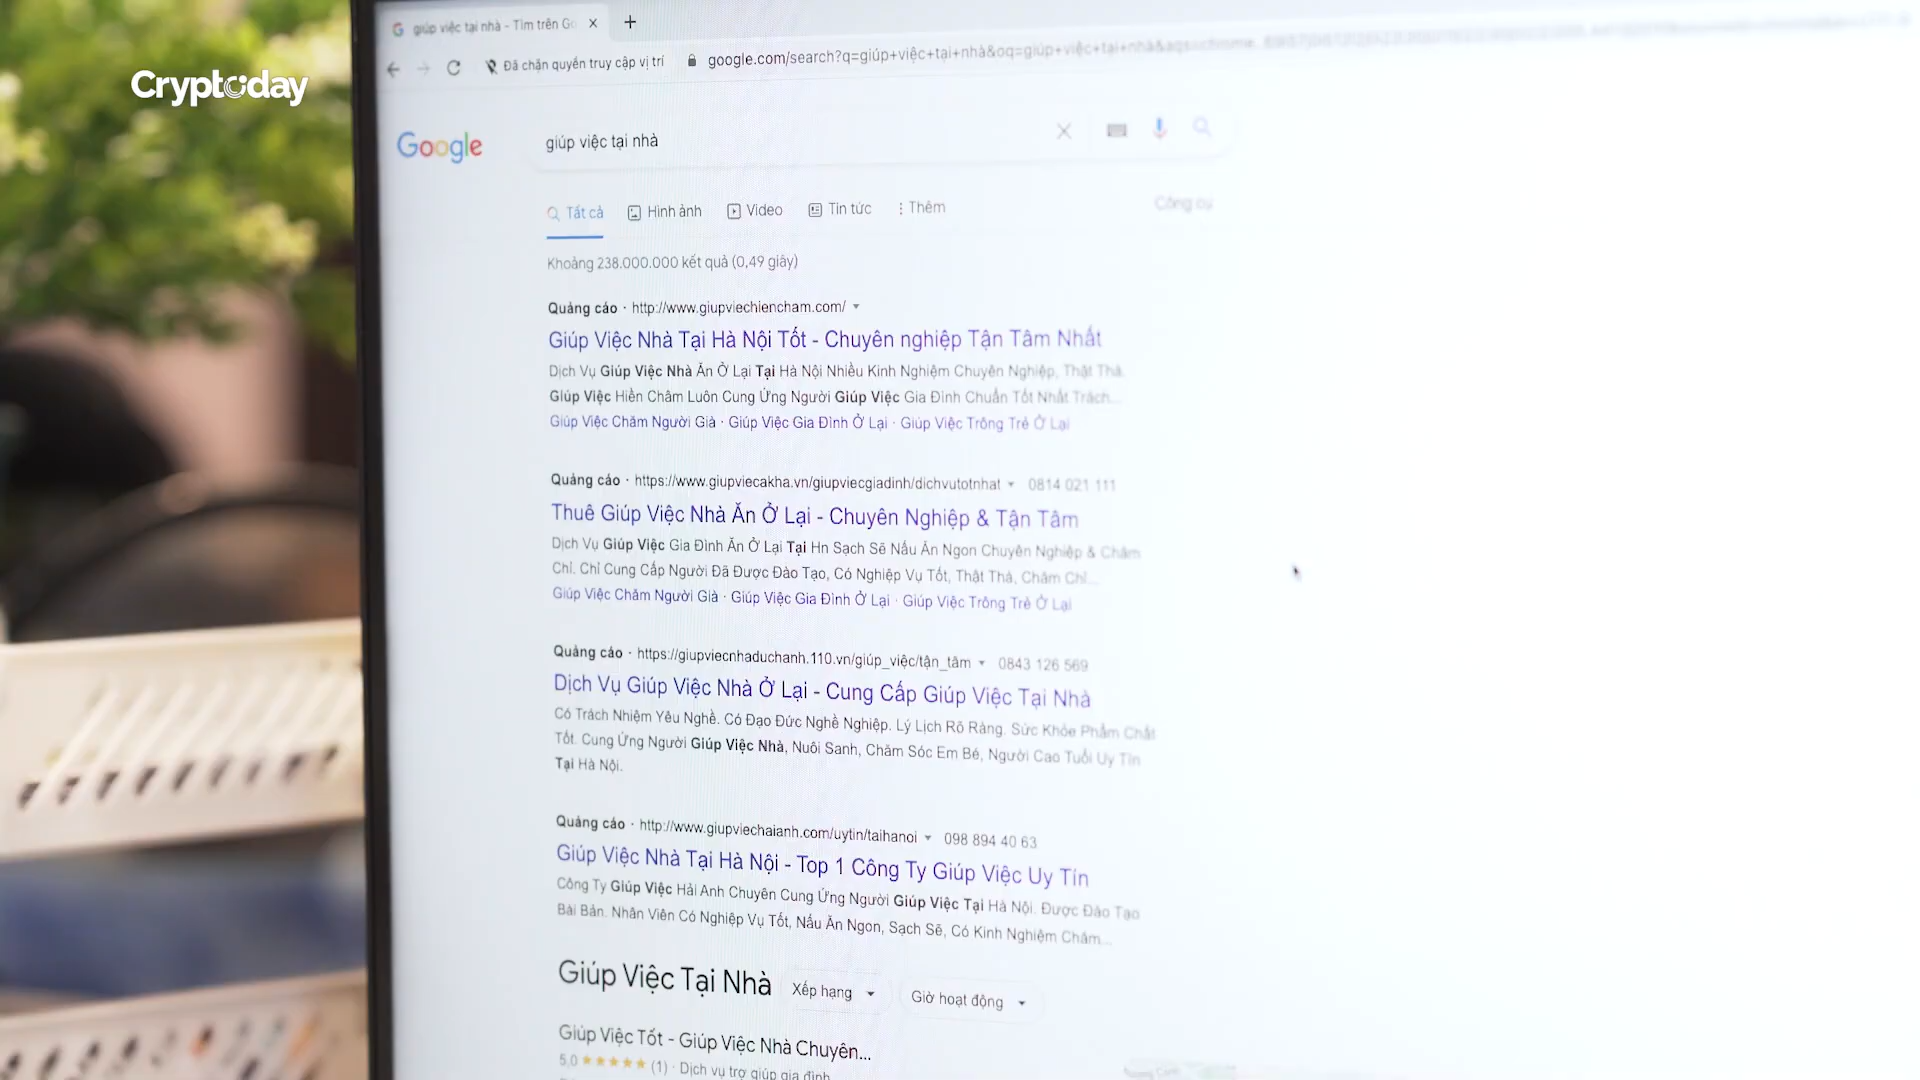 Cryptoday
giúp việc tại nhà - Tìm trên Go
Đã chặn quyền truy cập vị trí
google.com/search?q=giúp+việc+tại+nhà&oq=giúp+việc+tại+nhà&aqs=chrome
Google
giúp việc tại nhà
Tất cả Hình ảnh Video Tin tức Thêm Công cụ
Khoảng 238.000.000 kết quả (0,49 giây)
Quảng cáo · http://www.giupviechiencham.com/
Giúp Việc Nhà Tại Hà Nội Tốt - Chuyên nghiệp Tận Tâm Nhất
Dịch Vụ Giúp Việc Nhà Ăn Ở Lại Tại Hà Nội Nhiều Kinh Nghiệm Chuyên Nghiệp, Thật Thà.
Giúp Việc Hiền Châm Luôn Cung Ứng Người Giúp Việc Gia Đình Chuẩn Tốt Nhất Trách...
Giúp Việc Chăm Người Già · Giúp Việc Gia Đình Ở Lại · Giúp Việc Trông Trẻ Ở Lại
Quảng cáo · https://www.giupviecakha.vn/giupviecgiadinh/dichvutotnhat 0814 021 111
Thuê Giúp Việc Nhà Ăn Ở Lại - Chuyên Nghiệp & Tận Tâm
Dịch Vụ Giúp Việc Gia Đình Ăn Ở Lại Tại Hn Sạch Sẽ Nấu Ăn Ngon Chuyên Nghiệp & Chăm
Chỉ. Chỉ Cung Cấp Người Đã Được Đào Tạo, Có Nghiệp Vụ Tốt, Thật Thà, Chăm Chỉ...
Giúp Việc Chăm Người Già · Giúp Việc Gia Đình Ở Lại · Giúp Việc Trông Trẻ Ở Lại
Quảng cáo · https://giupviecnhaduchanh.110.vn/giúp_việc/tận_tâm 0843 126 569
Dịch Vụ Giúp Việc Nhà Ở Lại - Cung Cấp Giúp Việc Tại Nhà
Có Trách Nhiệm Yêu Nghề. Có Đạo Đức Nghề Nghiệp. Lý Lịch Rõ Ràng. Sức Khỏe Phẩm Chất
Tốt. Cung Ứng Người Giúp Việc Nhà, Nuôi Sanh, Chăm Sóc Em Bé, Người Cao Tuổi Uy Tín
Tại Hà Nội.
Quảng cáo · http://www.giupviechaianh.com/uytin/taihanoi 098 894 40 63
Giúp Việc Nhà Tại Hà Nội - Top 1 Công Ty Giúp Việc Uy Tín
Công Ty Giúp Việc Hải Anh Chuyên Cung Ứng Người Giúp Việc Tại Hà Nội. Được Đào Tạo
Bài Bản. Nhân Viên Có Nghiệp Vụ Tốt, Nấu Ăn Ngon, Sạch Sẽ, Có Kinh Nghiệm Chăm...
Giúp Việc Tại Nhà Xếp hạng Giờ hoạt động
Giúp Việc Tốt - Giúp Việc Nhà Chuyên...
5,0 ★★★★★ (1) · Dịch vụ trợ giúp gia đình